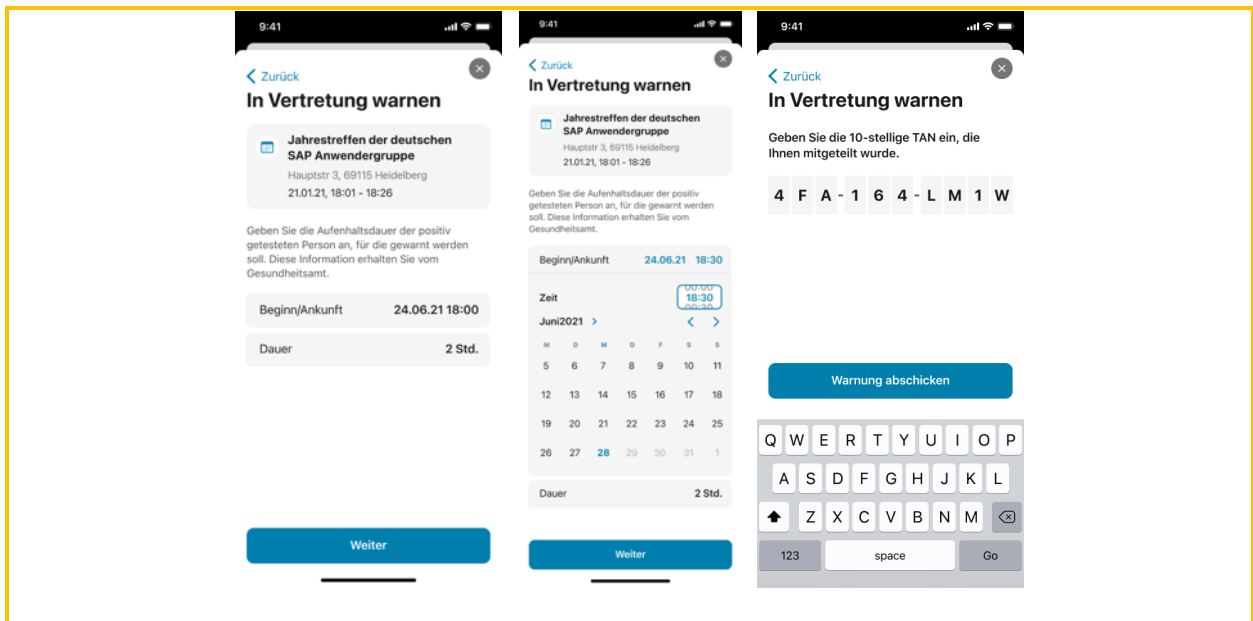 9:41
Zurück
In Vertretung warnen
Jahrestreffen der deutschen
SAP Anwendergruppe
Hauptstr 3, 69115 Heidelberg
21.01.21, 18:01 - 18:26
Geben Sie die Aufenhaltsdauer der positiv
getesteten Person an, für die gewarnt werden
soll. Diese Information erhalten Sie vom
Gesundheitsamt.
Beginn/Ankunft 24.06.21 18:00
Dauer 2 Std.
Weiter
9:41
Zurück
In Vertretung warnen
Jahrestreffen der deutschen
SAP Anwendergruppe
Hauptstr 3, 69115 Heidelberg
21.01.21, 18:01 - 18:26
Geben Sie die Aufenhaltsdauer der positiv
getesteten Person an, für die gewarnt werden
soll. Diese Information erhalten Sie vom
Gesundheitsamt.
Beginn/Ankunft 24.06.21 18:30
00:00
Zeit 18:30
00:30
Juni2021
M D M D F S S
5 6 7 8 9 10 11
12 13 14 15 16 17 18
19 20 21 22 23 24 25
26 27 28 29 30 31 1
Dauer 2 Std.
Weiter
9:41
Zurück
In Vertretung warnen
Geben Sie die 10-stellige TAN ein, die
Ihnen mitgeteilt wurde.
4 F A - 1 6 4 - L M 1 W
Warnung abschicken
Q W E R T Y U I O P
A S D F G H J K L
Z X C V B N M
123 space Go